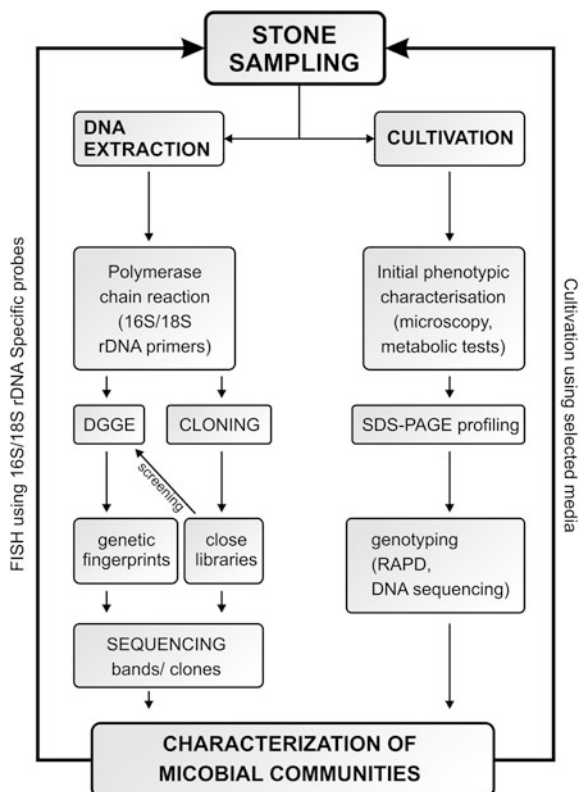 STONE
SAMPLING
DNA
EXTRACTION
CULTIVATION
Polymerase
chain reaction
(16S/18S
rDNA primers)
Initial phenotypic
characterisation
(microscopy,
metabolic tests)
DGGE
CLONING
SDS-PAGE profiling
screening
genetic
fingerprints
close
libraries
genotyping
(RAPD,
DNA sequencing)
SEQUENCING
bands/ clones
CHARACTERIZATION OF
MICOBIAL COMMUNITIES
FISH using 16S/18S rDNA Specific probes
Cultivation using selected media